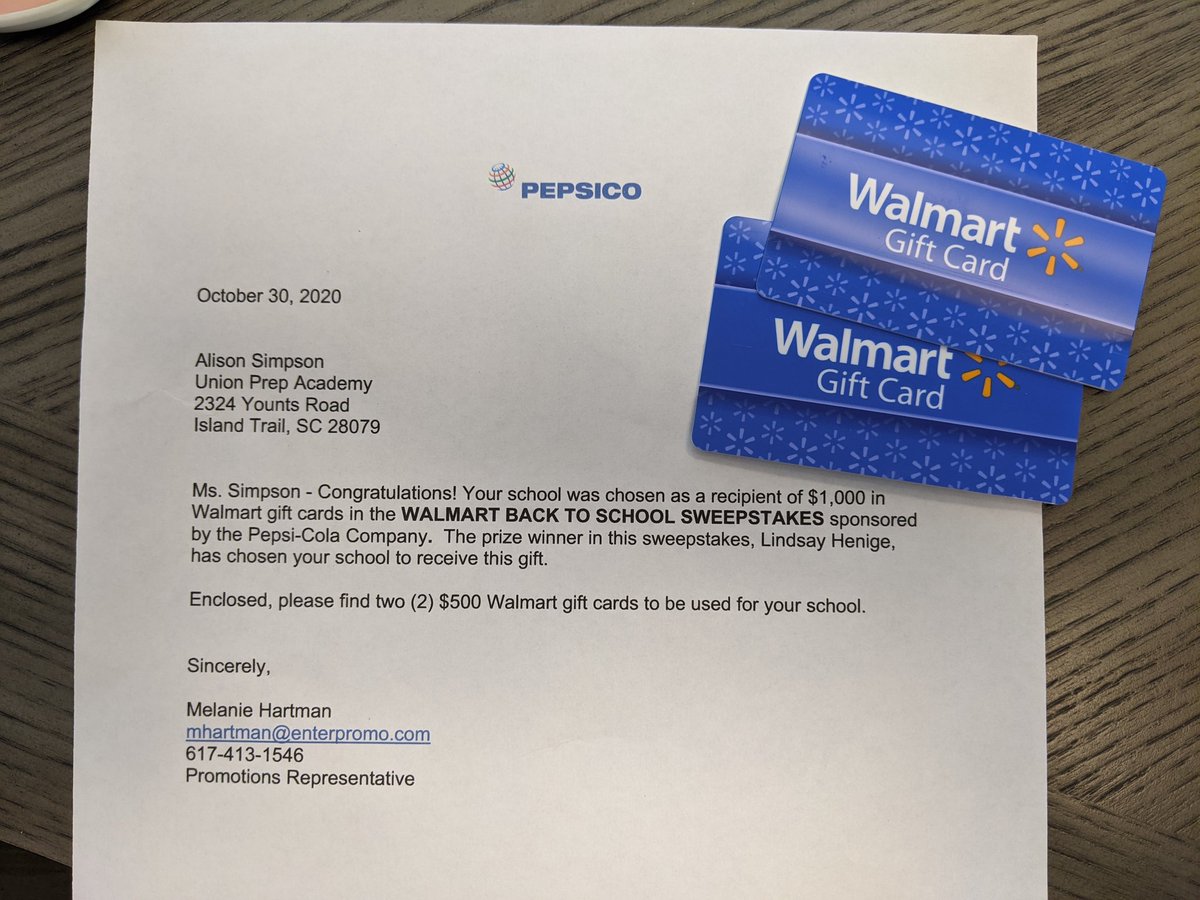 PEPSICO
Walmart
Gift Card
Walmart
Gift Card
October 30, 2020
Alison Simpson
Union Prep Academy
2324 Younts Road
Island Trail, SC 28079
Ms. Simpson - Congratulations! Your school was chosen as a recipient of $1,000 in
Walmart gift cards in the WALMART BACK TO SCHOOL SWEEPSTAKES sponsored
by the Pepsi-Cola Company. The prize winner in this sweepstakes, Lindsay Henige,
has chosen your school to receive this gift.
Enclosed, please find two (2) $500 Walmart gift cards to be used for your school.
Sincerely,
Melanie Hartman
mhartman@enterpromo.com
617-413-1546
Promotions Representative